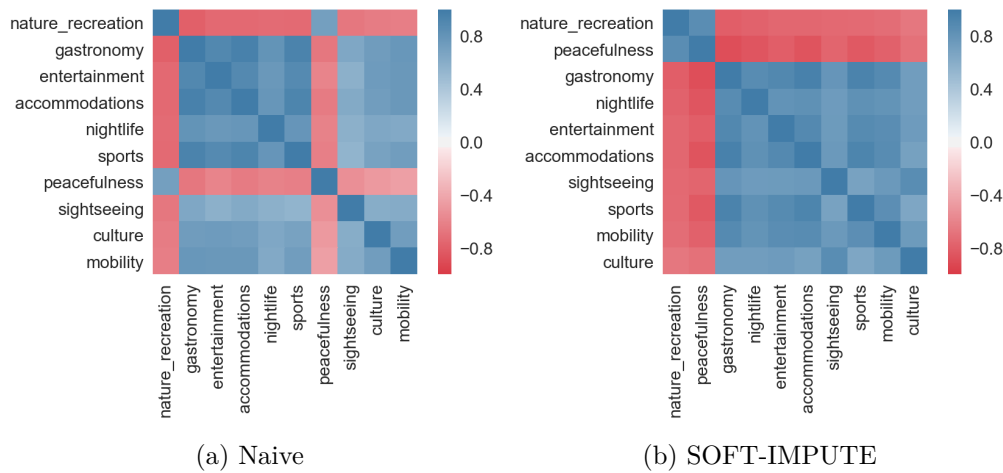 nature_recreation
gastronomy
entertainment
accommodations
nightlife
sports
peacefulness
sightseeing
culture
mobility
nature_recreation
gastronomy
entertainment
accommodations
nightlife
sports
peacefulness
sightseeing
culture
mobility
0.8
0.4
0.0
−0.4
−0.8
(a) Naive
nature_recreation
peacefulness
gastronomy
nightlife
entertainment
accommodations
sightseeing
sports
mobility
culture
nature_recreation
peacefulness
gastronomy
nightlife
entertainment
accommodations
sightseeing
sports
mobility
culture
0.8
0.4
0.0
−0.4
−0.8
(b) SOFT-IMPUTE